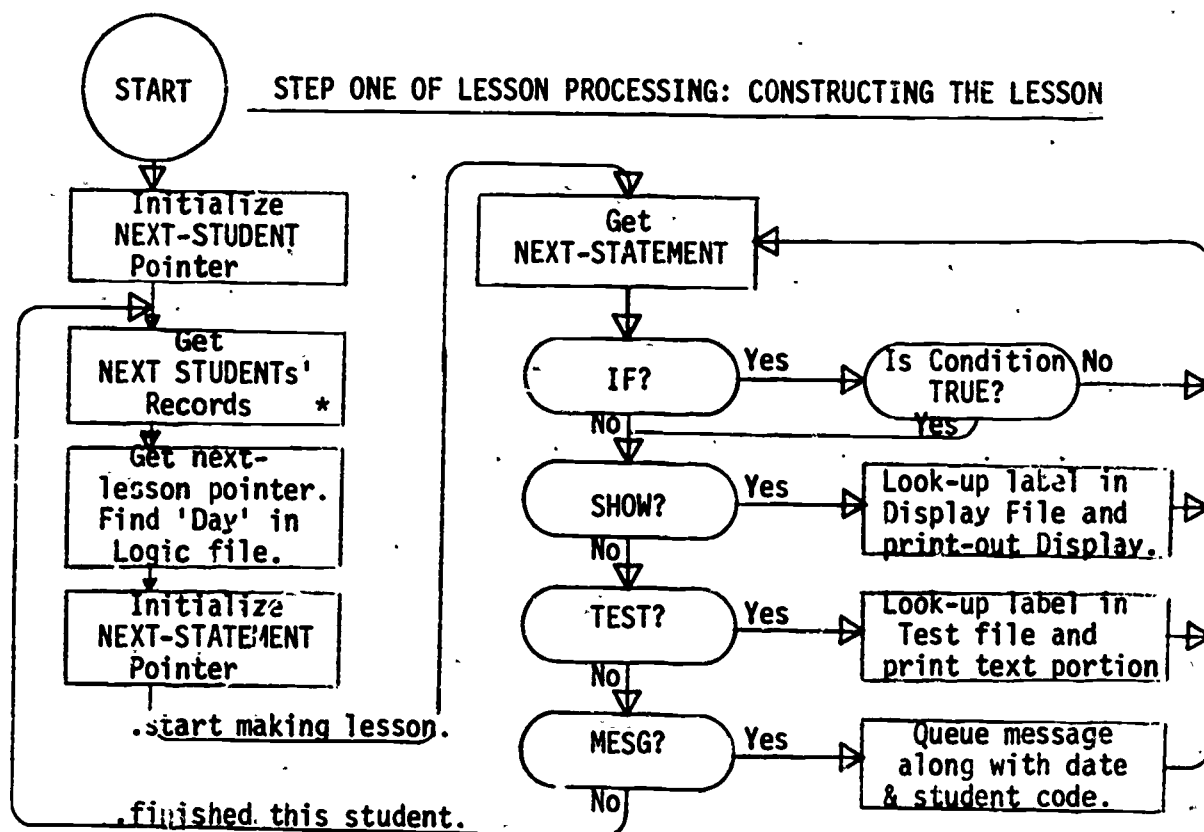 START
STEP ONE OF LESSON PROCESSING: CONSTRUCTING THE LESSON
Initialize
NEXT-STUDENT
Pointer
Get
NEXT STUDENTs'
Records *
Get next-
lesson pointer.
Find 'Day' in
Logic file.
Initialize
NEXT-STATEMENT
Pointer
.start making lesson.
.finished this student.
Get
NEXT-STATEMENT
IF?
Yes
No
Is Condition
TRUE?
No
Yes
SHOW?
Yes
No
Look-up label in
Display File and
print-out Display.
TEST?
Yes
No
Look-up label in
Test file and
print text portion
MESG?
Yes
No
Queue message
along with date
& student code.